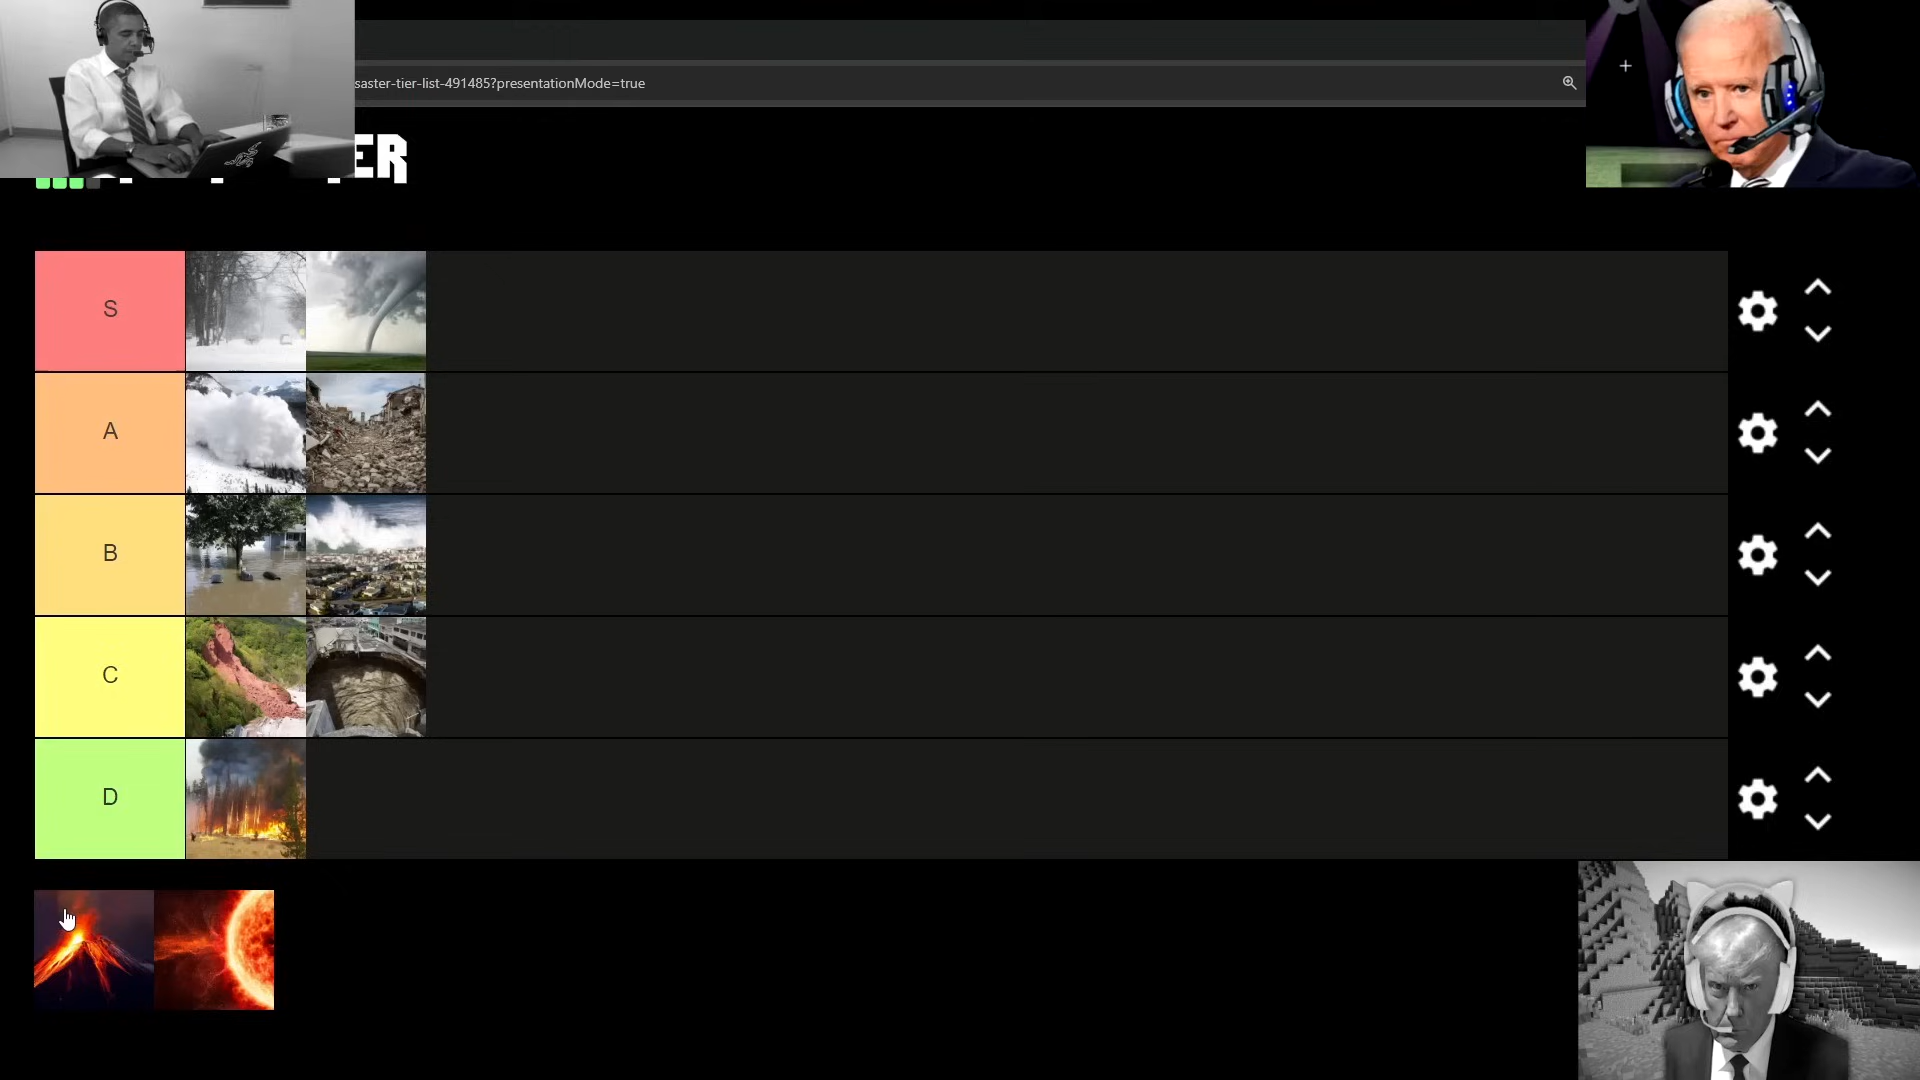 saster-tier-list-491485?presentationMode=true
ER
S
A
B
C
D